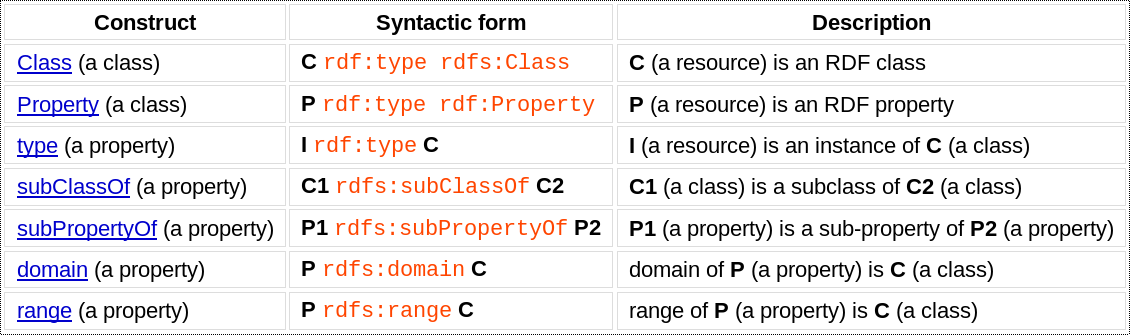 Construct Syntactic form Description
Class (a class) C rdf:type rdfs:Class C (a resource) is an RDF class
Property (a class) P rdf:type rdf:Property P (a resource) is an RDF property
type (a property) I rdf:type C I (a resource) is an instance of C (a class)
subClassOf (a property) C1 rdfs:subClassOf C2 C1 (a class) is a subclass of C2 (a class)
subPropertyOf (a property) P1 rdfs:subPropertyOf P2 P1 (a property) is a sub-property of P2 (a property)
domain (a property) P rdfs:domain C domain of P (a property) is C (a class)
range (a property) P rdfs:range C range of P (a property) is C (a class)